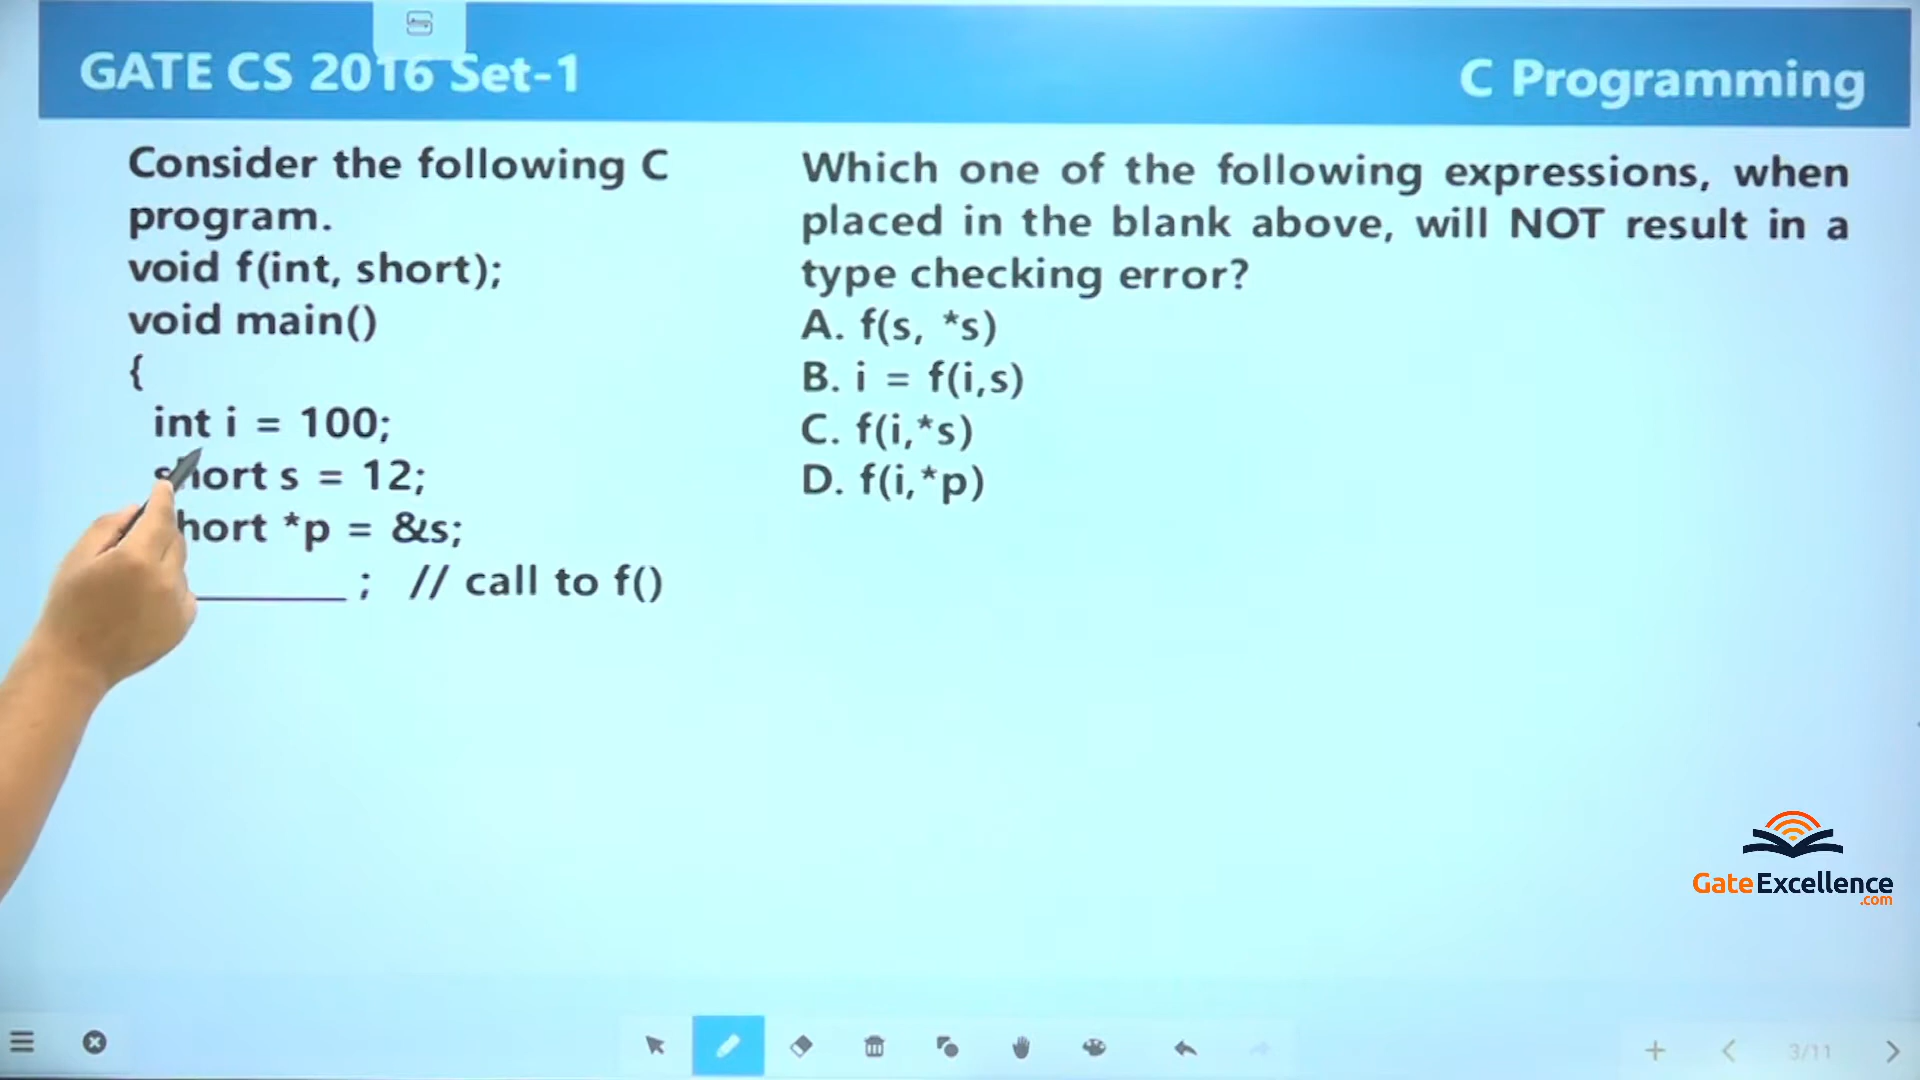 GATE CS 2016 Set-1
C Programming
Consider the following C
program.
void f(int, short);
void main()
{
int i = 100;
short s = 12;
hort *p = &s;
________ ; // call to f()
Which one of the following expressions, when
placed in the blank above, will NOT result in a
type checking error?
A. f(s, *s)
B. i = f(i,s)
C. f(i,*s)
D. f(i,*p)
GateExcellence
.com
3/11